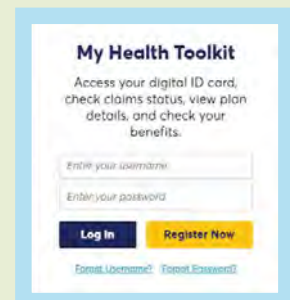 My Health Toolkit
Access your digital ID card,
check claims status, view plan
details, and check your
benefits.
Enter your username
Enter your password
Log In Register Now
Forgot Username? Forgot Password?